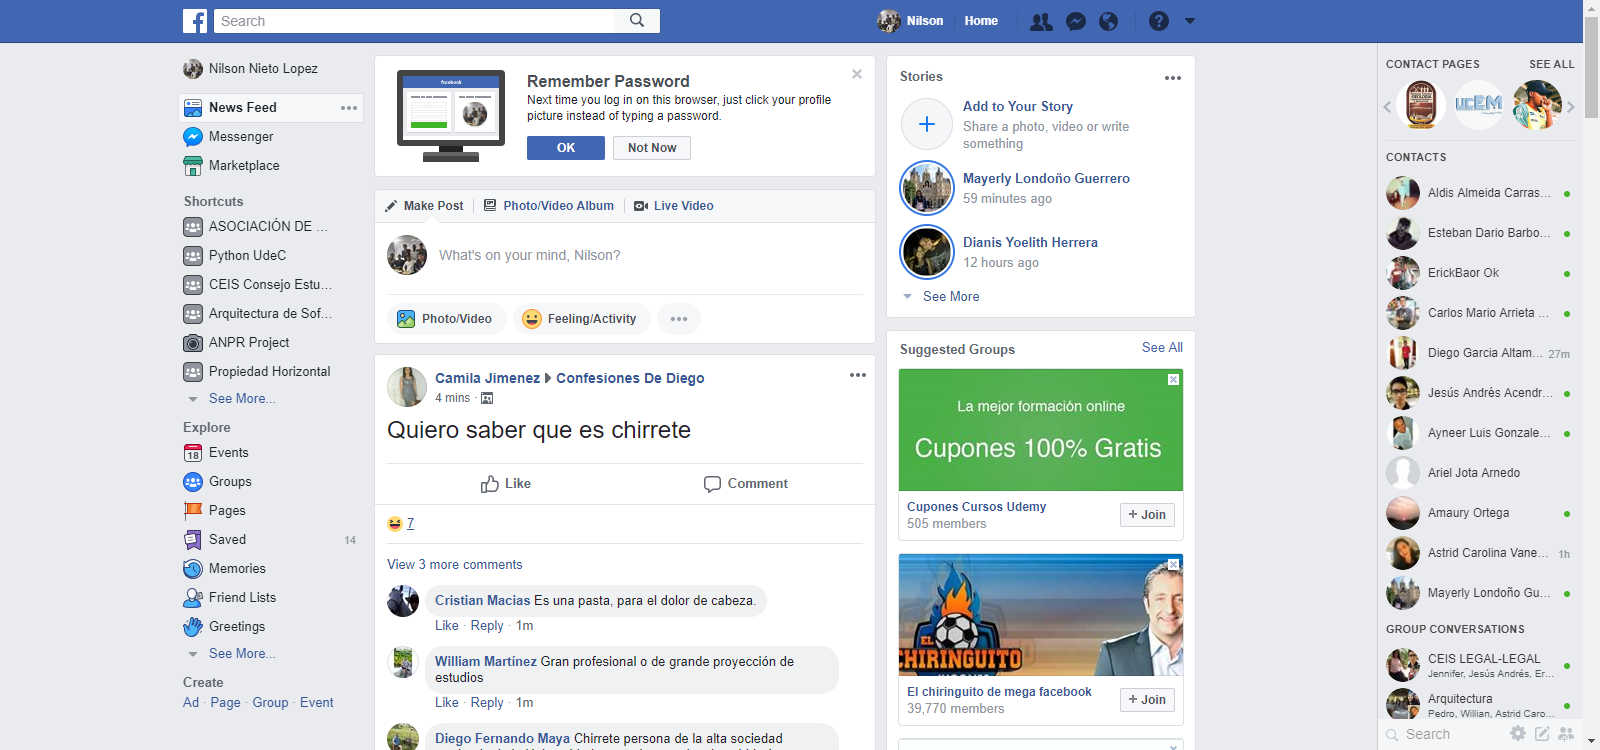 Search
Nilson
Home
Nilson Nieto Lopez
News Feed
Messenger
Marketplace
Shortcuts
ASOCIACIÓN DE ...
Python UdeC
CEIS Consejo Estu...
Arquitectura de Sof...
ANPR Project
Propiedad Horizontal
See More...
Explore
Events
18
Groups
Pages
Saved 14
Memories
Friend Lists
Greetings
See More...
Create
Ad · Page · Group · Event
facebook
Remember Password
Next time you log in on this browser, just click your profile
picture instead of typing a password.
OK
Not Now
Make Post
Photo/Video Album
Live Video
What's on your mind, Nilson?
Photo/Video
Feeling/Activity
Camila Jimenez Confesiones De Diego
4 mins ·
Quiero saber que es chirrete
Like
Comment
7
View 3 more comments
Cristian Macias Es una pasta, para el dolor de cabeza.
Like · Reply · 1m
William Martínez Gran profesional o de grande proyección de
estudios
Like · Reply · 1m
Diego Fernando Maya Chirrete persona de la alta sociedad
Stories
Add to Your Story
Share a photo, video or write
something
Mayerly Londoño Guerrero
59 minutes ago
Dianis Yoelith Herrera
12 hours ago
See More
Suggested Groups
See All
La mejor formación online
Cupones 100% Gratis
Cupones Cursos Udemy
505 members
+ Join
EL
CHIRINGUITO
El chiringuito de mega facebook
39,770 members
+ Join
CONTACT PAGES
SEE ALL
UCEM
CONTACTS
Aldis Almeida Carras...
Esteban Dario Barbo...
ErickBaor Ok
Carlos Mario Arrieta ...
Diego Garcia Altam... 27m
Jesús Andrés Acendr...
Ayneer Luis Gonzale...
Ariel Jota Arnedo
Amaury Ortega
Astrid Carolina Vane... 1h
Mayerly Londoño Gu...
GROUP CONVERSATIONS
CEIS LEGAL-LEGAL
Jennifer, Jesús Andrés, Er...
Arquitectura
Pedro, Willian, Astrid Caro...
Search